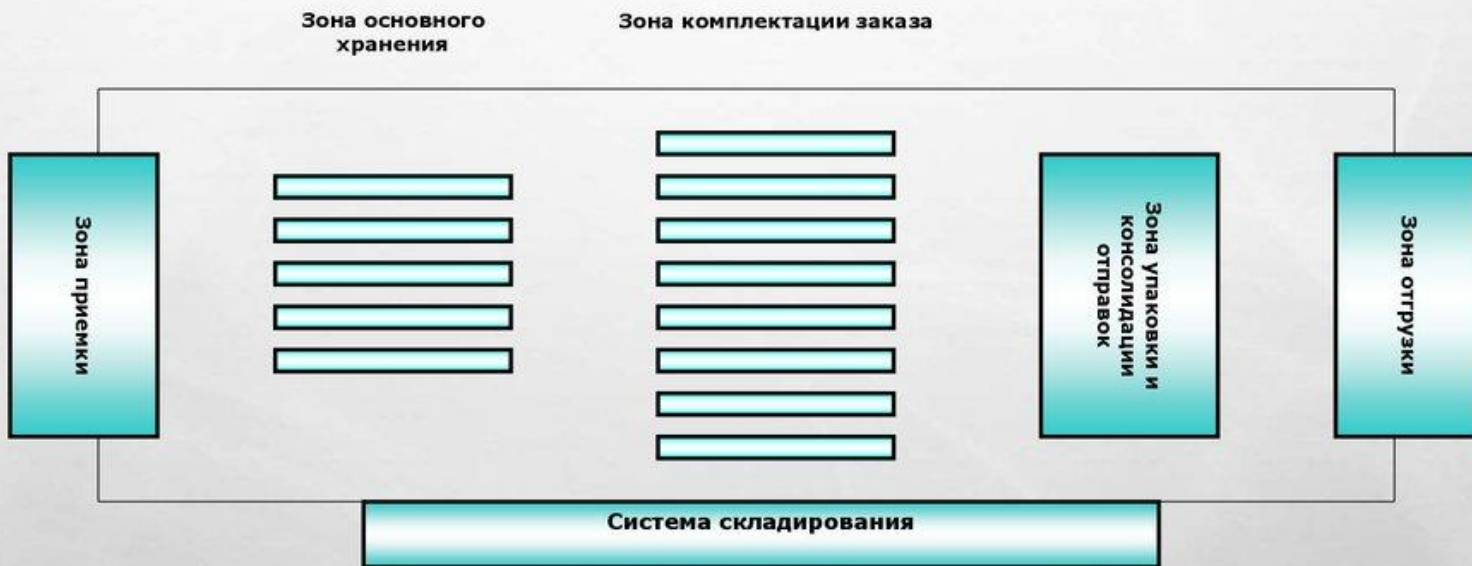 Зона основного
хранения
Зона комплектации заказа
Зона приемки
Зона упаковки и
консолидации
отправок
Зона отгрузки
Система складирования